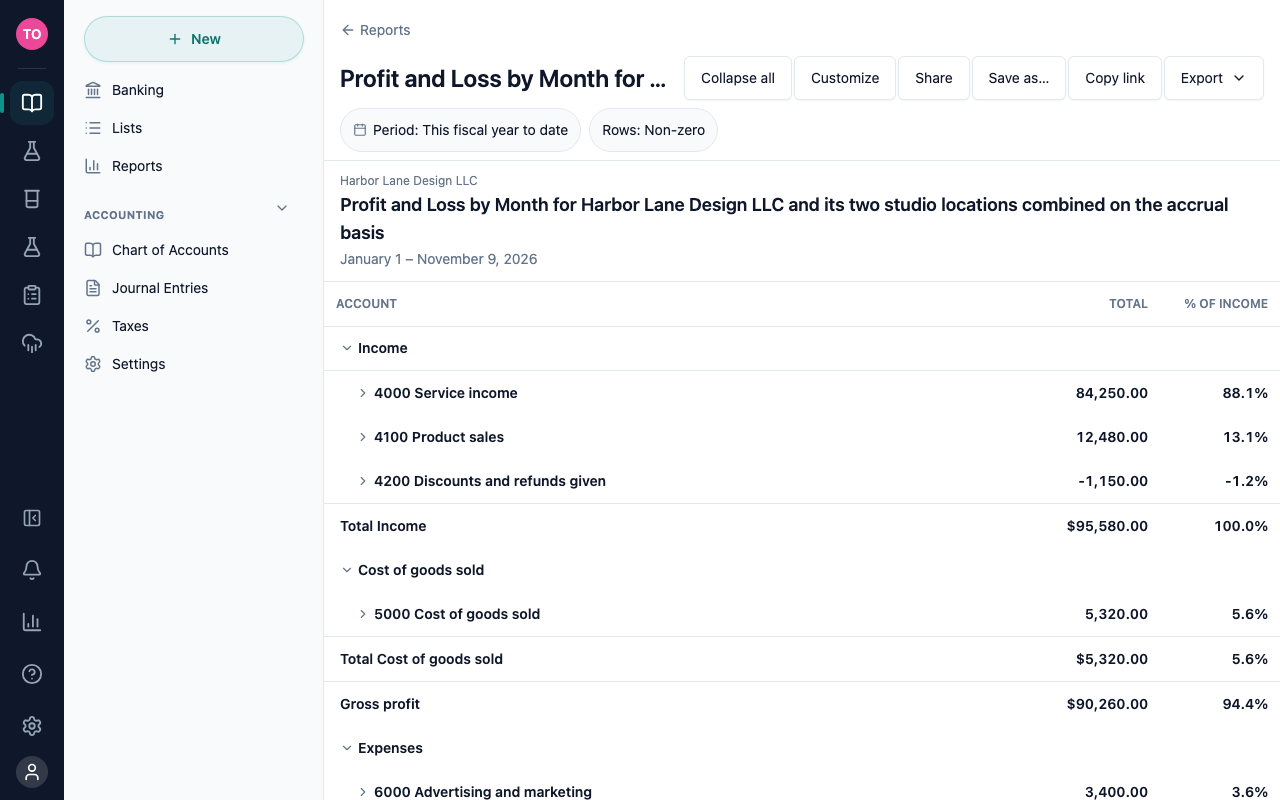 TO
New
Banking
Lists
Reports
ACCOUNTING
Chart of Accounts
Journal Entries
Taxes
Settings
Reports
Profit and Loss by Month for ...
Collapse all
Customize
Share
Save as...
Copy link
Export
Period: This fiscal year to date
Rows: Non-zero
Harbor Lane Design LLC
Profit and Loss by Month for Harbor Lane Design LLC and its two studio locations combined on the accrual
basis
January 1 – November 9, 2026
ACCOUNT TOTAL % OF INCOME
Income
4000 Service income 84,250.00 88.1%
4100 Product sales 12,480.00 13.1%
4200 Discounts and refunds given -1,150.00 -1.2%
Total Income $95,580.00 100.0%
Cost of goods sold
5000 Cost of goods sold 5,320.00 5.6%
Total Cost of goods sold $5,320.00 5.6%
Gross profit $90,260.00 94.4%
Expenses
6000 Advertising and marketing 3,400.00 3.6%